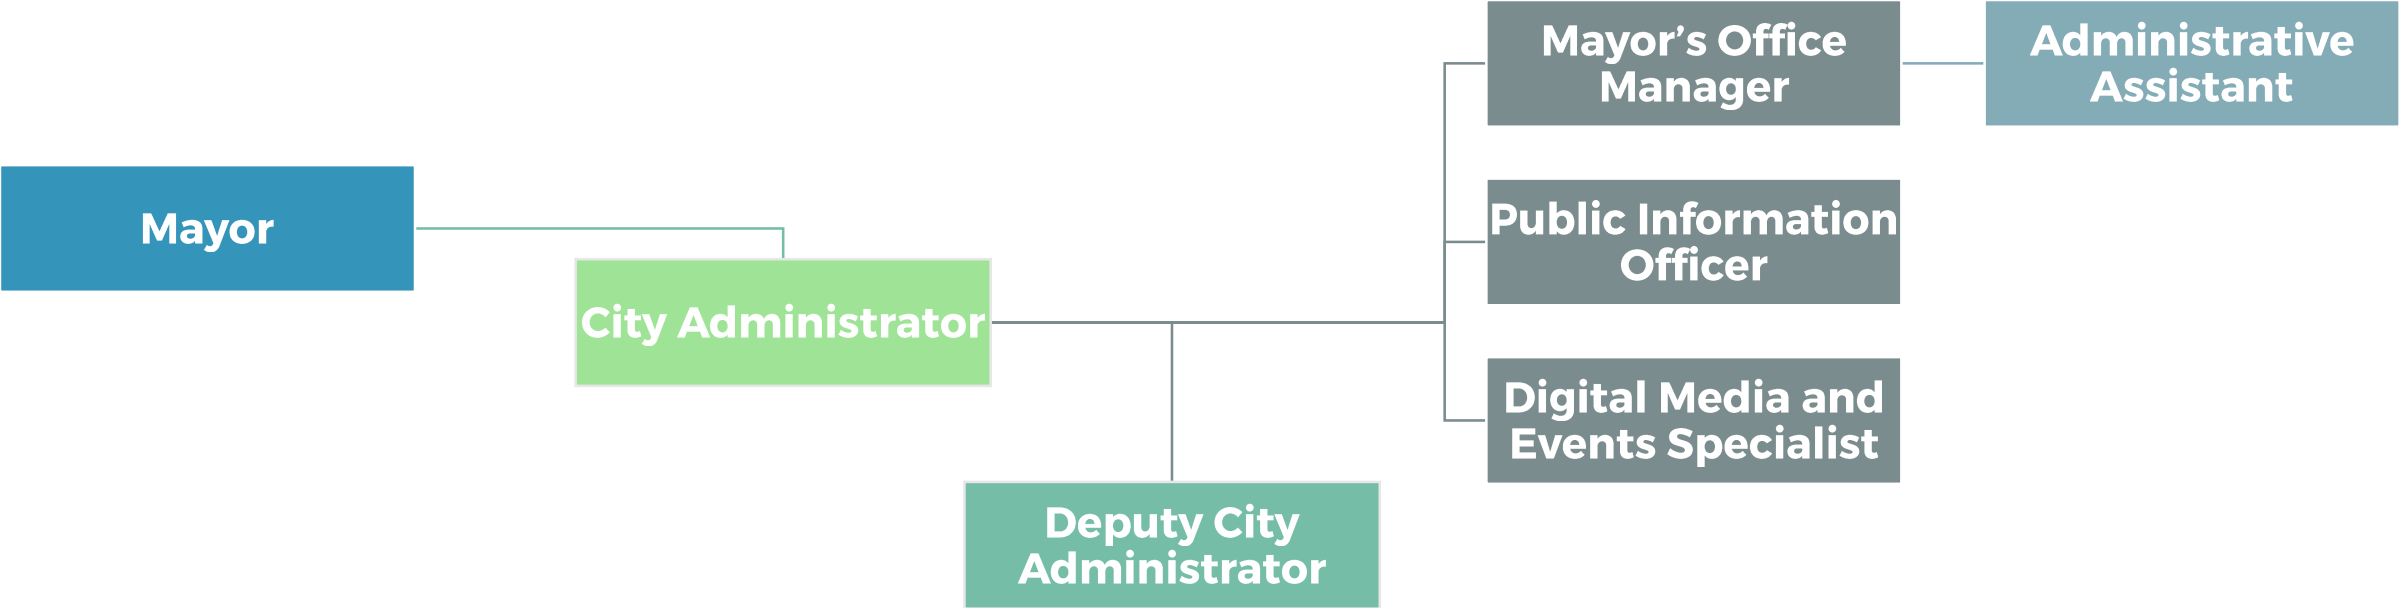 Mayor
City Administrator
Deputy City
Administrator
Mayor’s Office
Manager
Public Information
Officer
Digital Media and
Events Specialist
Administrative
Assistant